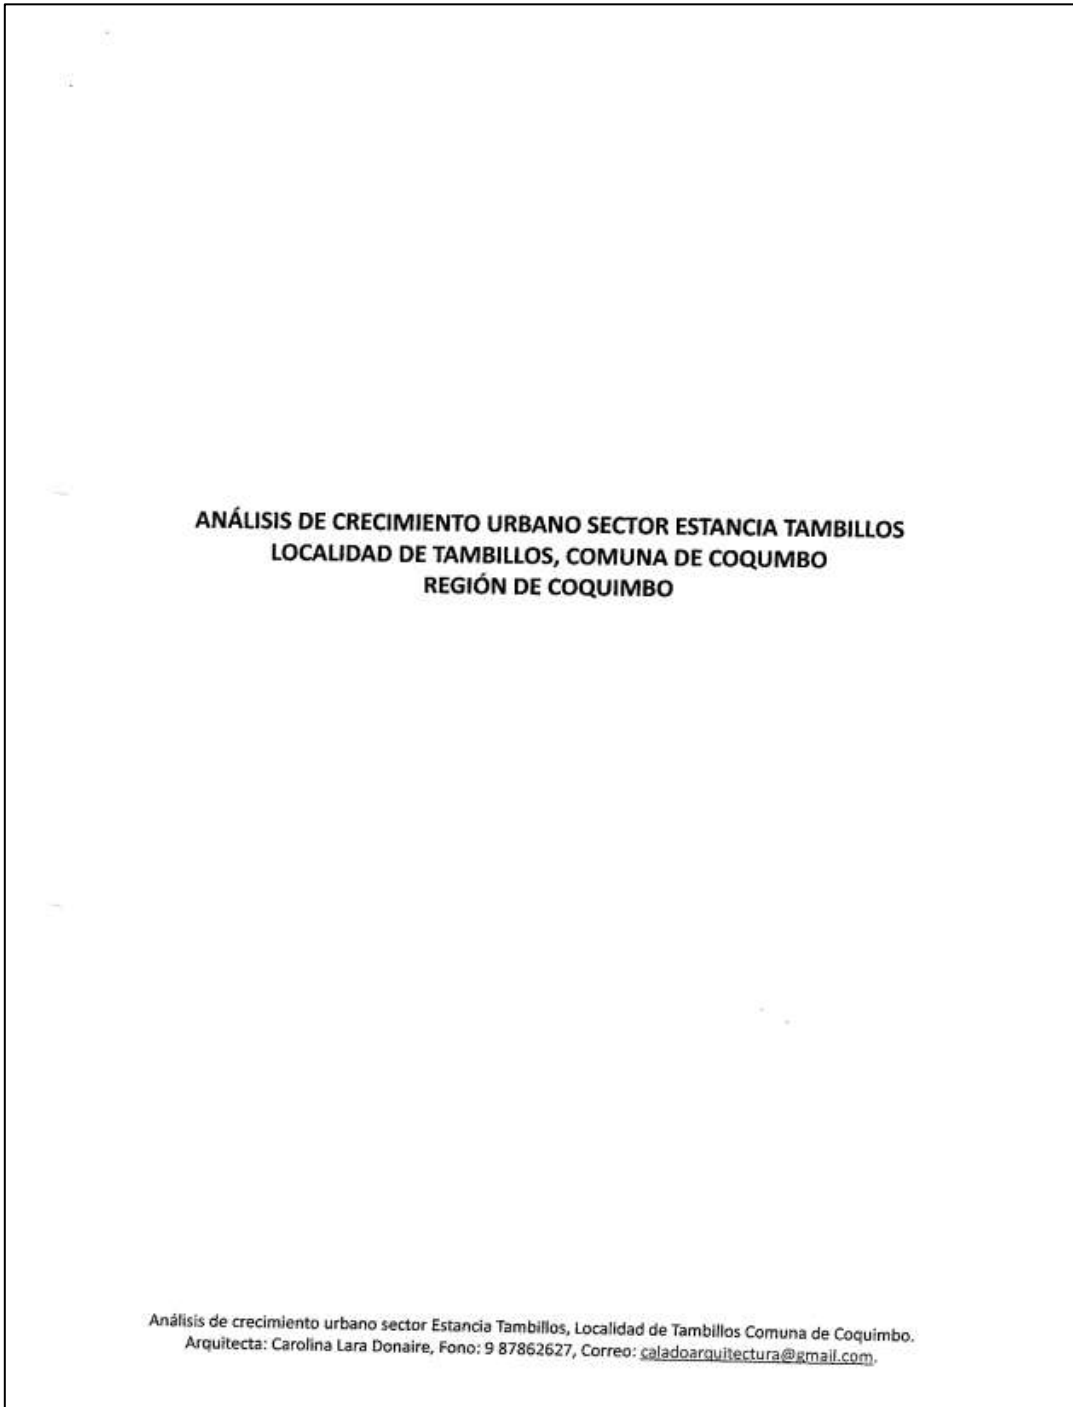 ANÁLISIS DE CRECIMIENTO URBANO SECTOR ESTANCIA TAMBILLOS
LOCALIDAD DE TAMBILLOS, COMUNA DE COQUMBO
REGIÓN DE COQUIMBO
Análisis de crecimiento urbano sector Estancia Tambillos, Localidad de Tambillos Comuna de Coquimbo.
Arquitecta: Carolina Lara Donaire, Fono: 9 87862627, Correo: caladoarquitectura@gmail.com.